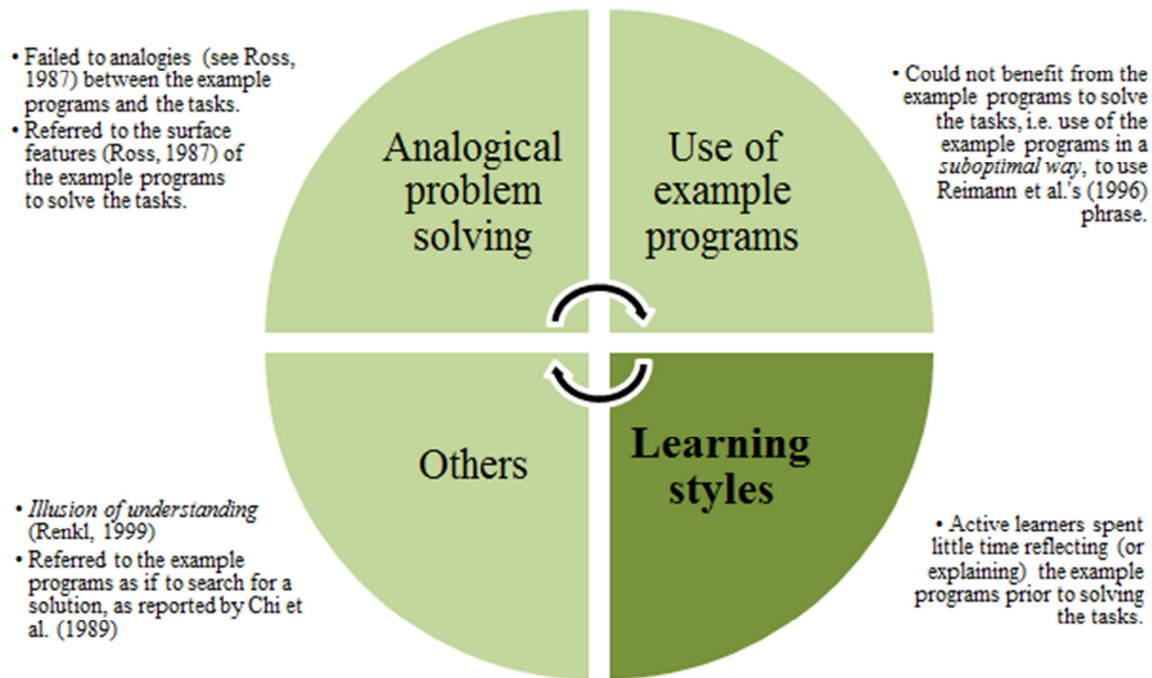 • Failed to analogies (see Ross,
1987) between the example
programs and the tasks.
• Referred to the surface
features (Ross, 1987) of
the example programs
to solve the tasks.
Analogical
problem
solving
Use of
example
programs
• Could not benefit from the
example programs to solve
the tasks, i.e. use of the
example programs in a
suboptimal way, to use
Reimann et al.'s (1996)
phrase.
• Illusion of understanding
(Renkl, 1999)
• Referred to the example
programs as if to search for a
solution, as reported by Chi et
al. (1989)
Others
Learning
styles
• Active learners spent
little time reflecting (or
explaining) the example
programs prior to solving
the tasks.